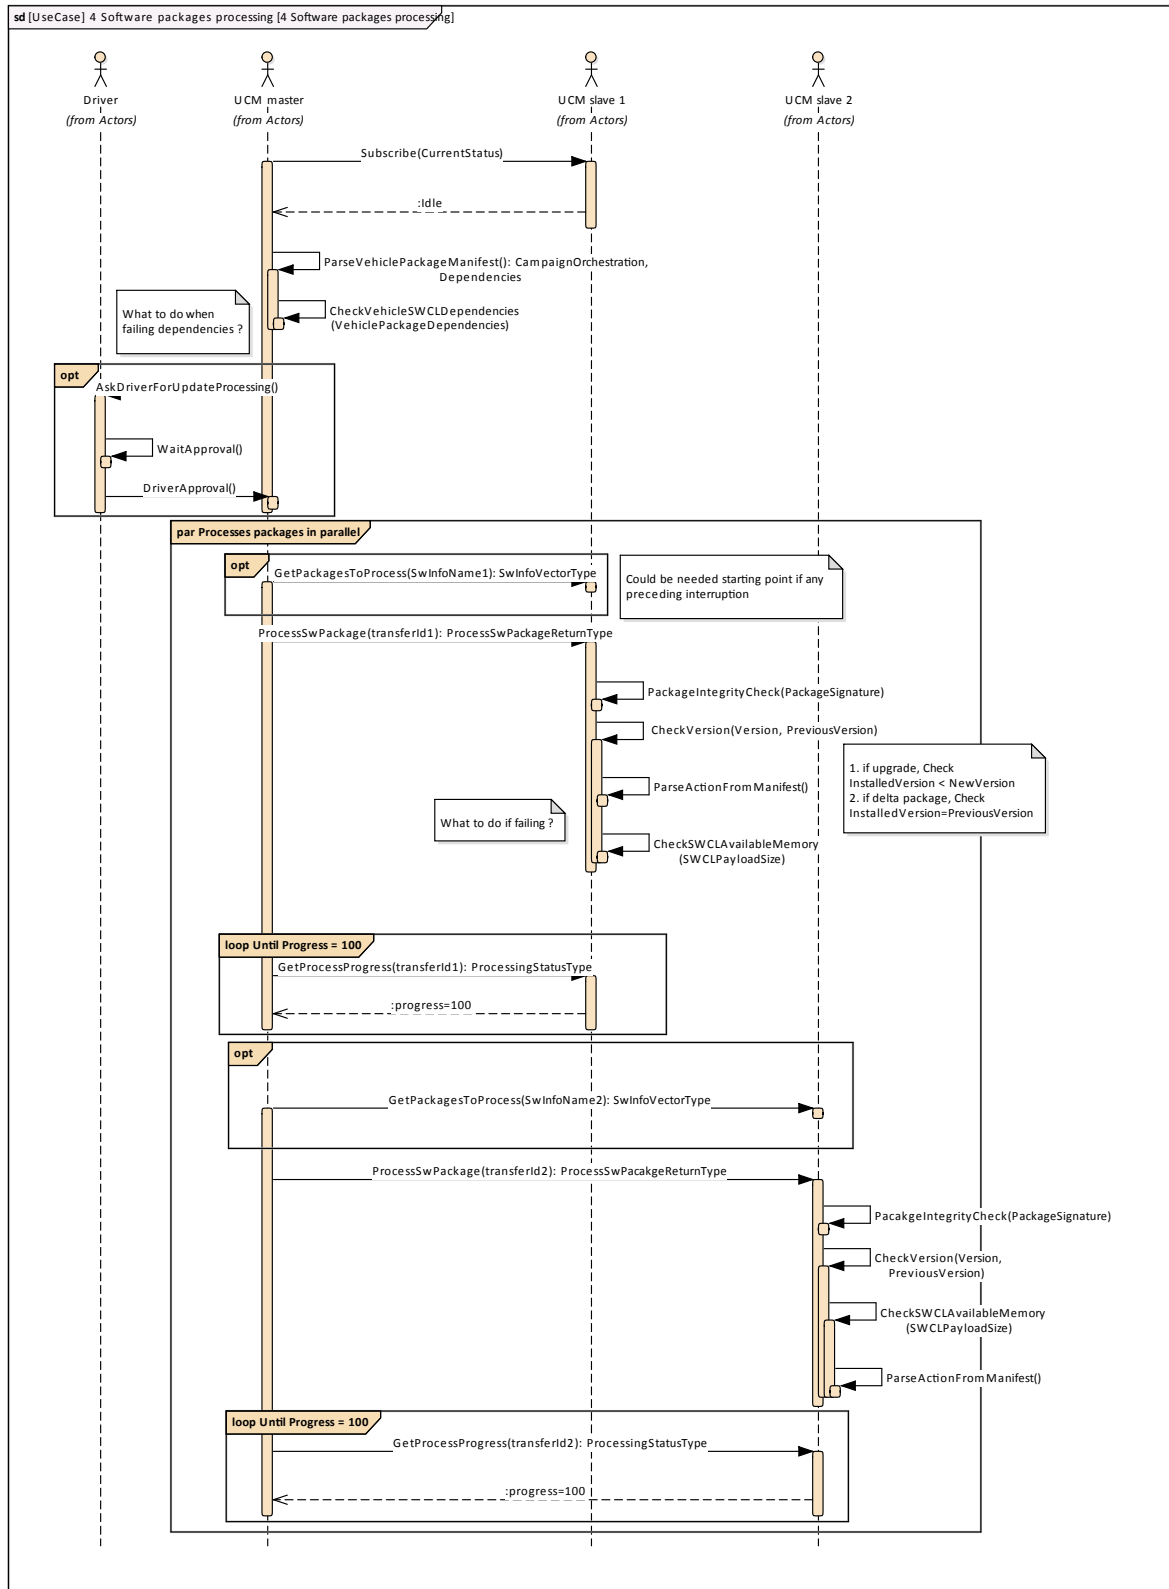 sd [UseCase] 4 Software packages processing [4 Software packages processing]
Driver
(from Actors)
UCM master
(from Actors)
UCM slave 1
(from Actors)
UCM slave 2
(from Actors)
Subscribe(CurrentStatus)
:Idle
ParseVehiclePackageManifest(): CampaignOrchestration,
Dependencies
What to do when
failing dependencies ?
CheckVehicleSWCLDependencies
(VehiclePackageDependencies)
opt
AskDriverForUpdateProcessing()
WaitApproval()
DriverApproval()
par Processes packages in parallel
opt
GetPackagesToProcess(SwInfoName1): SwInfoVectorType
Could be needed starting point if any
preceding interruption
ProcessSwPackage(transferId1): ProcessSwPackageReturnType
PackageIntegrityCheck(PackageSignature)
CheckVersion(Version, PreviousVersion)
1. if upgrade, Check
InstalledVersion < NewVersion
2. if delta package, Check
InstalledVersion=PreviousVersion
ParseActionFromManifest()
What to do if failing ?
CheckSWCLAvailableMemory
(SWCLPayloadSize)
loop Until Progress = 100
GetProcessProgress(transferId1): ProcessingStatusType
:progress=100
opt
GetPackagesToProcess(SwInfoName2): SwInfoVectorType
ProcessSwPackage(transferId2): ProcessSwPacakgeReturnType
PacakgeIntegrityCheck(PackageSignature)
CheckVersion(Version,
PreviousVersion)
CheckSWCLAvailableMemory
(SWCLPayloadSize)
ParseActionFromManifest()
loop Until Progress = 100
GetProcessProgress(transferId2): ProcessingStatusType
:progress=100